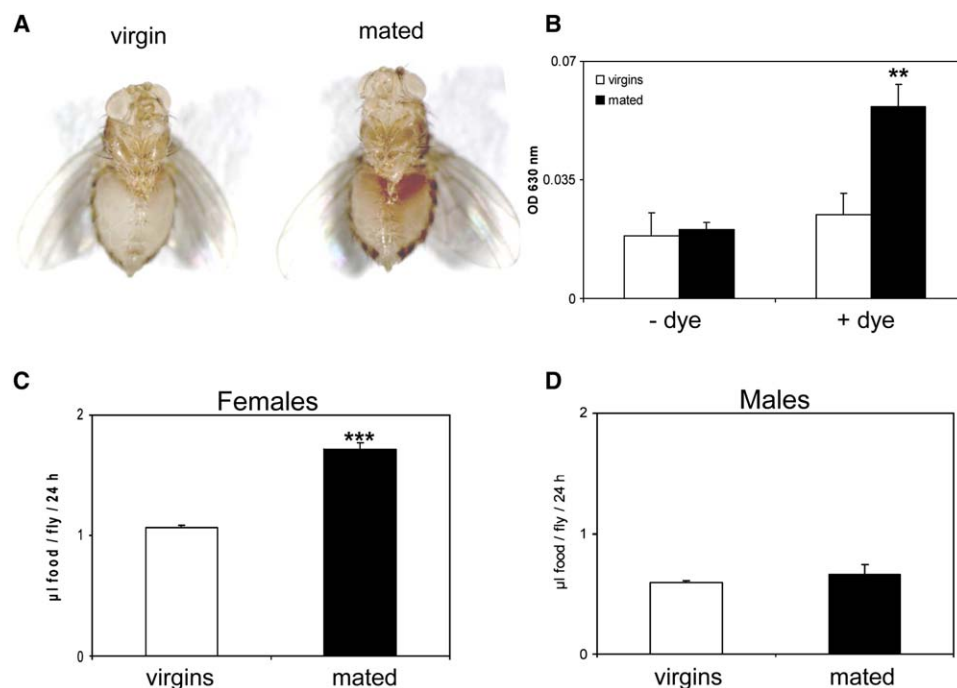 A
virgin
mated
B
0.07
0.035
0
OD 630 nm
virgins
mated
**
- dye
+ dye
C
Females
2
1
0
µl food / fly / 24 h
***
virgins
mated
D
Males
2
1
0
µl food / fly / 24 h
virgins
mated